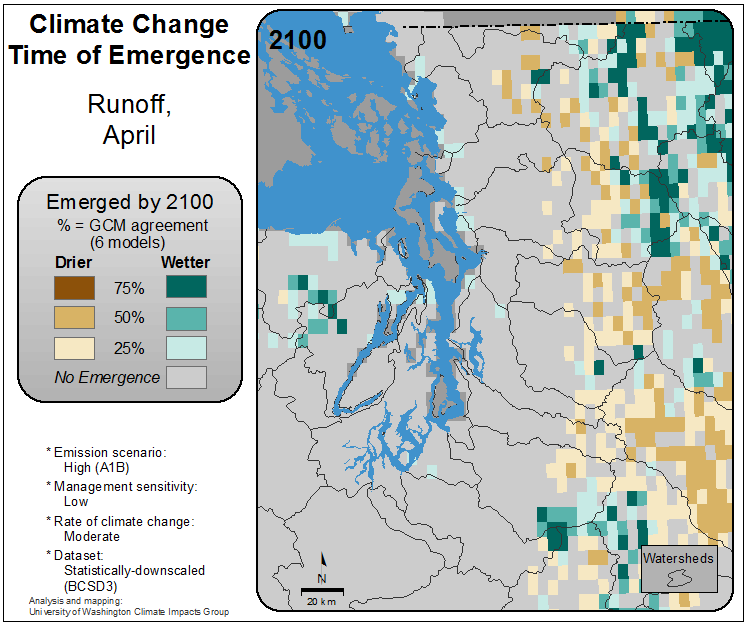 Climate Change
Time of Emergence
Runoff,
April
Emerged by 2100
% = GCM agreement
(6 models)
Drier Wetter
75%
50%
25%
No Emergence
* Emission scenario:
High (A1B)
* Management sensitivity:
Low
* Rate of climate change:
Moderate
* Dataset:
Statistically-downscaled
(BCSD3)
Analysis and mapping:
University of Washington Climate Impacts Group
2100
N
20 km
Watersheds